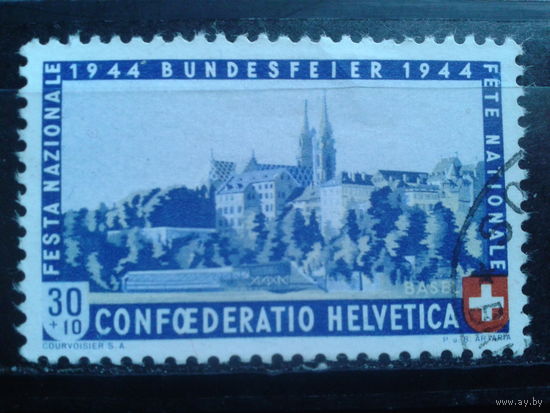 1944 BUNDESFEIER 1944
FESTA NAZIONALE
FÊTE NATIONALE
BASEL
30
+10
CONFŒDERATIO HELVETICA
COURVOISIER S.A.
P. u. B. ARTARIA
www.ay.by